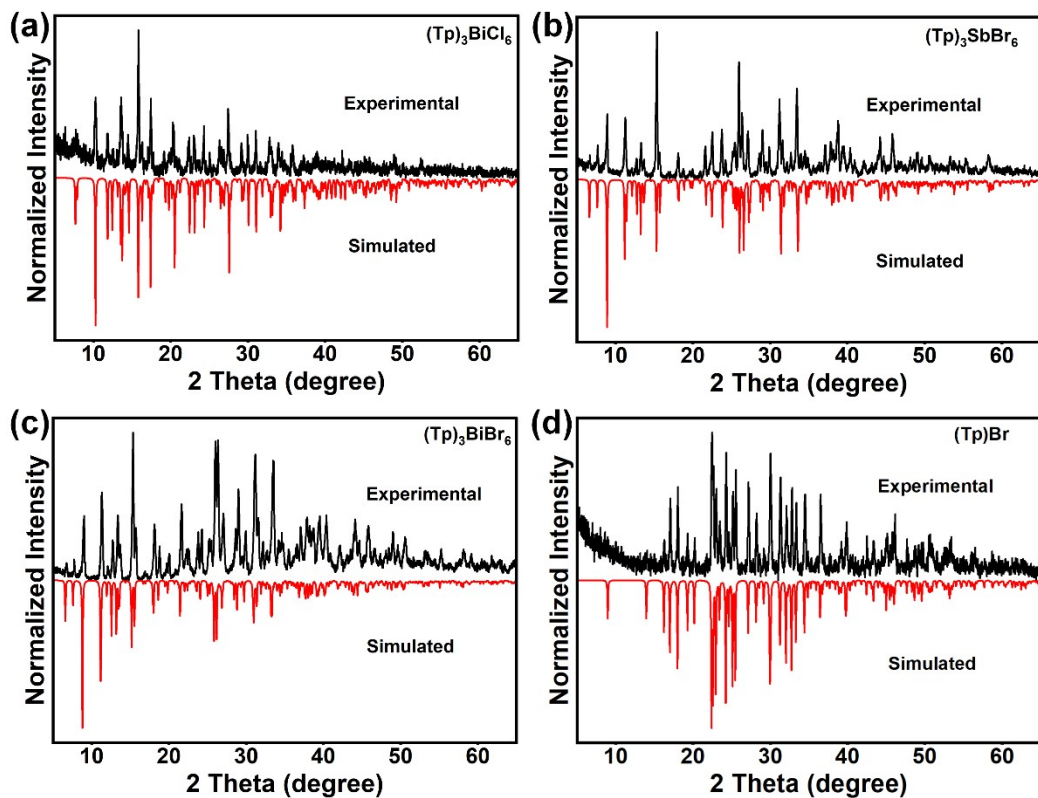 (a)
(Tp)₃BiCl₆
Experimental
Simulated
Normalized Intensity
10 20 30 40 50 60
2 Theta (degree)
(b)
(Tp)₃SbBr₆
Experimental
Simulated
Normalized Intensity
10 20 30 40 50 60
2 Theta (degree)
(c)
(Tp)₃BiBr₆
Experimental
Simulated
Normalized Intensity
10 20 30 40 50 60
2 Theta (degree)
(d)
(Tp)Br
Experimental
Simulated
Normalized Intensity
10 20 30 40 50 60
2 Theta (degree)